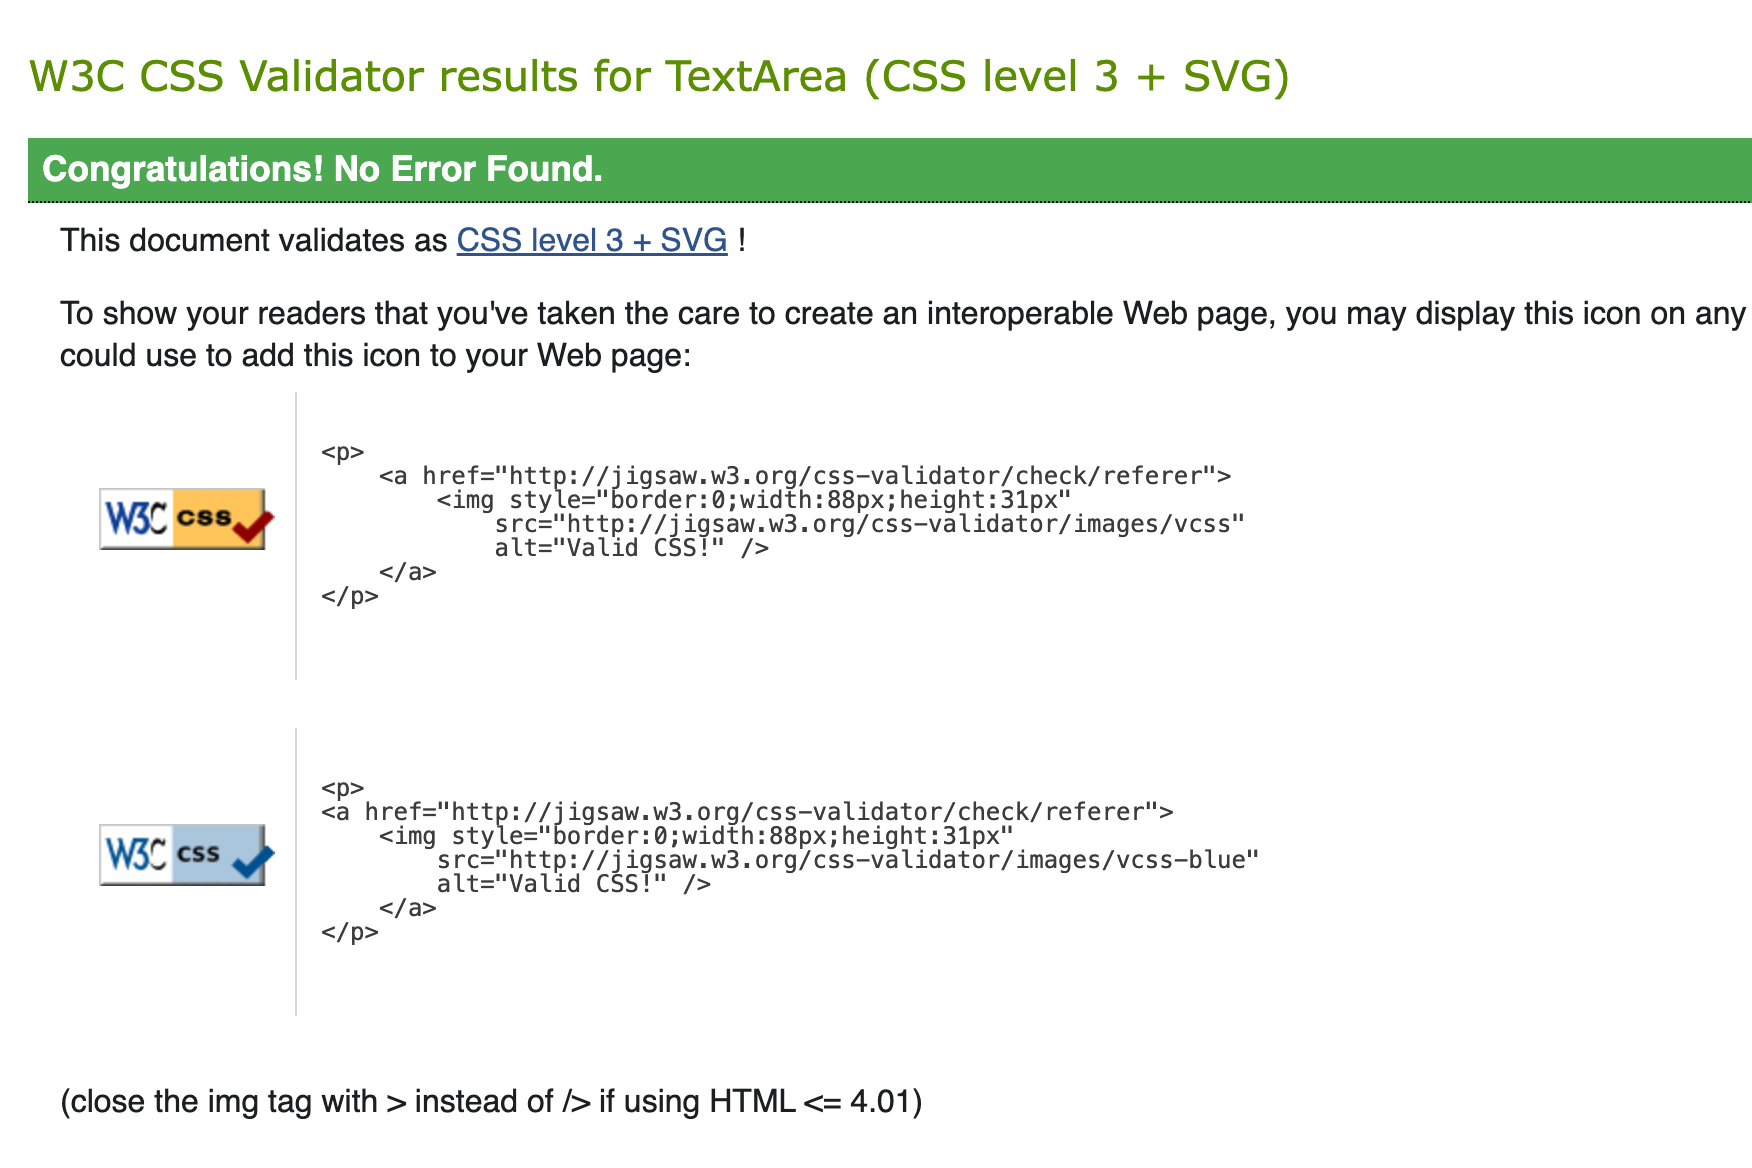 W3C CSS Validator results for TextArea (CSS level 3 + SVG)
Congratulations! No Error Found.
This document validates as CSS level 3 + SVG !
To show your readers that you've taken the care to create an interoperable Web page, you may display this icon on any
could use to add this icon to your Web page:
W3C css
<p>
    <a href="http://jigsaw.w3.org/css-validator/check/referer">
        <img style="border:0;width:88px;height:31px"
            src="http://jigsaw.w3.org/css-validator/images/vcss"
            alt="Valid CSS!" />
    </a>
</p>
W3C css
<p>
<a href="http://jigsaw.w3.org/css-validator/check/referer">
    <img style="border:0;width:88px;height:31px"
        src="http://jigsaw.w3.org/css-validator/images/vcss-blue"
        alt="Valid CSS!" />
    </a>
</p>
(close the img tag with > instead of /> if using HTML <= 4.01)